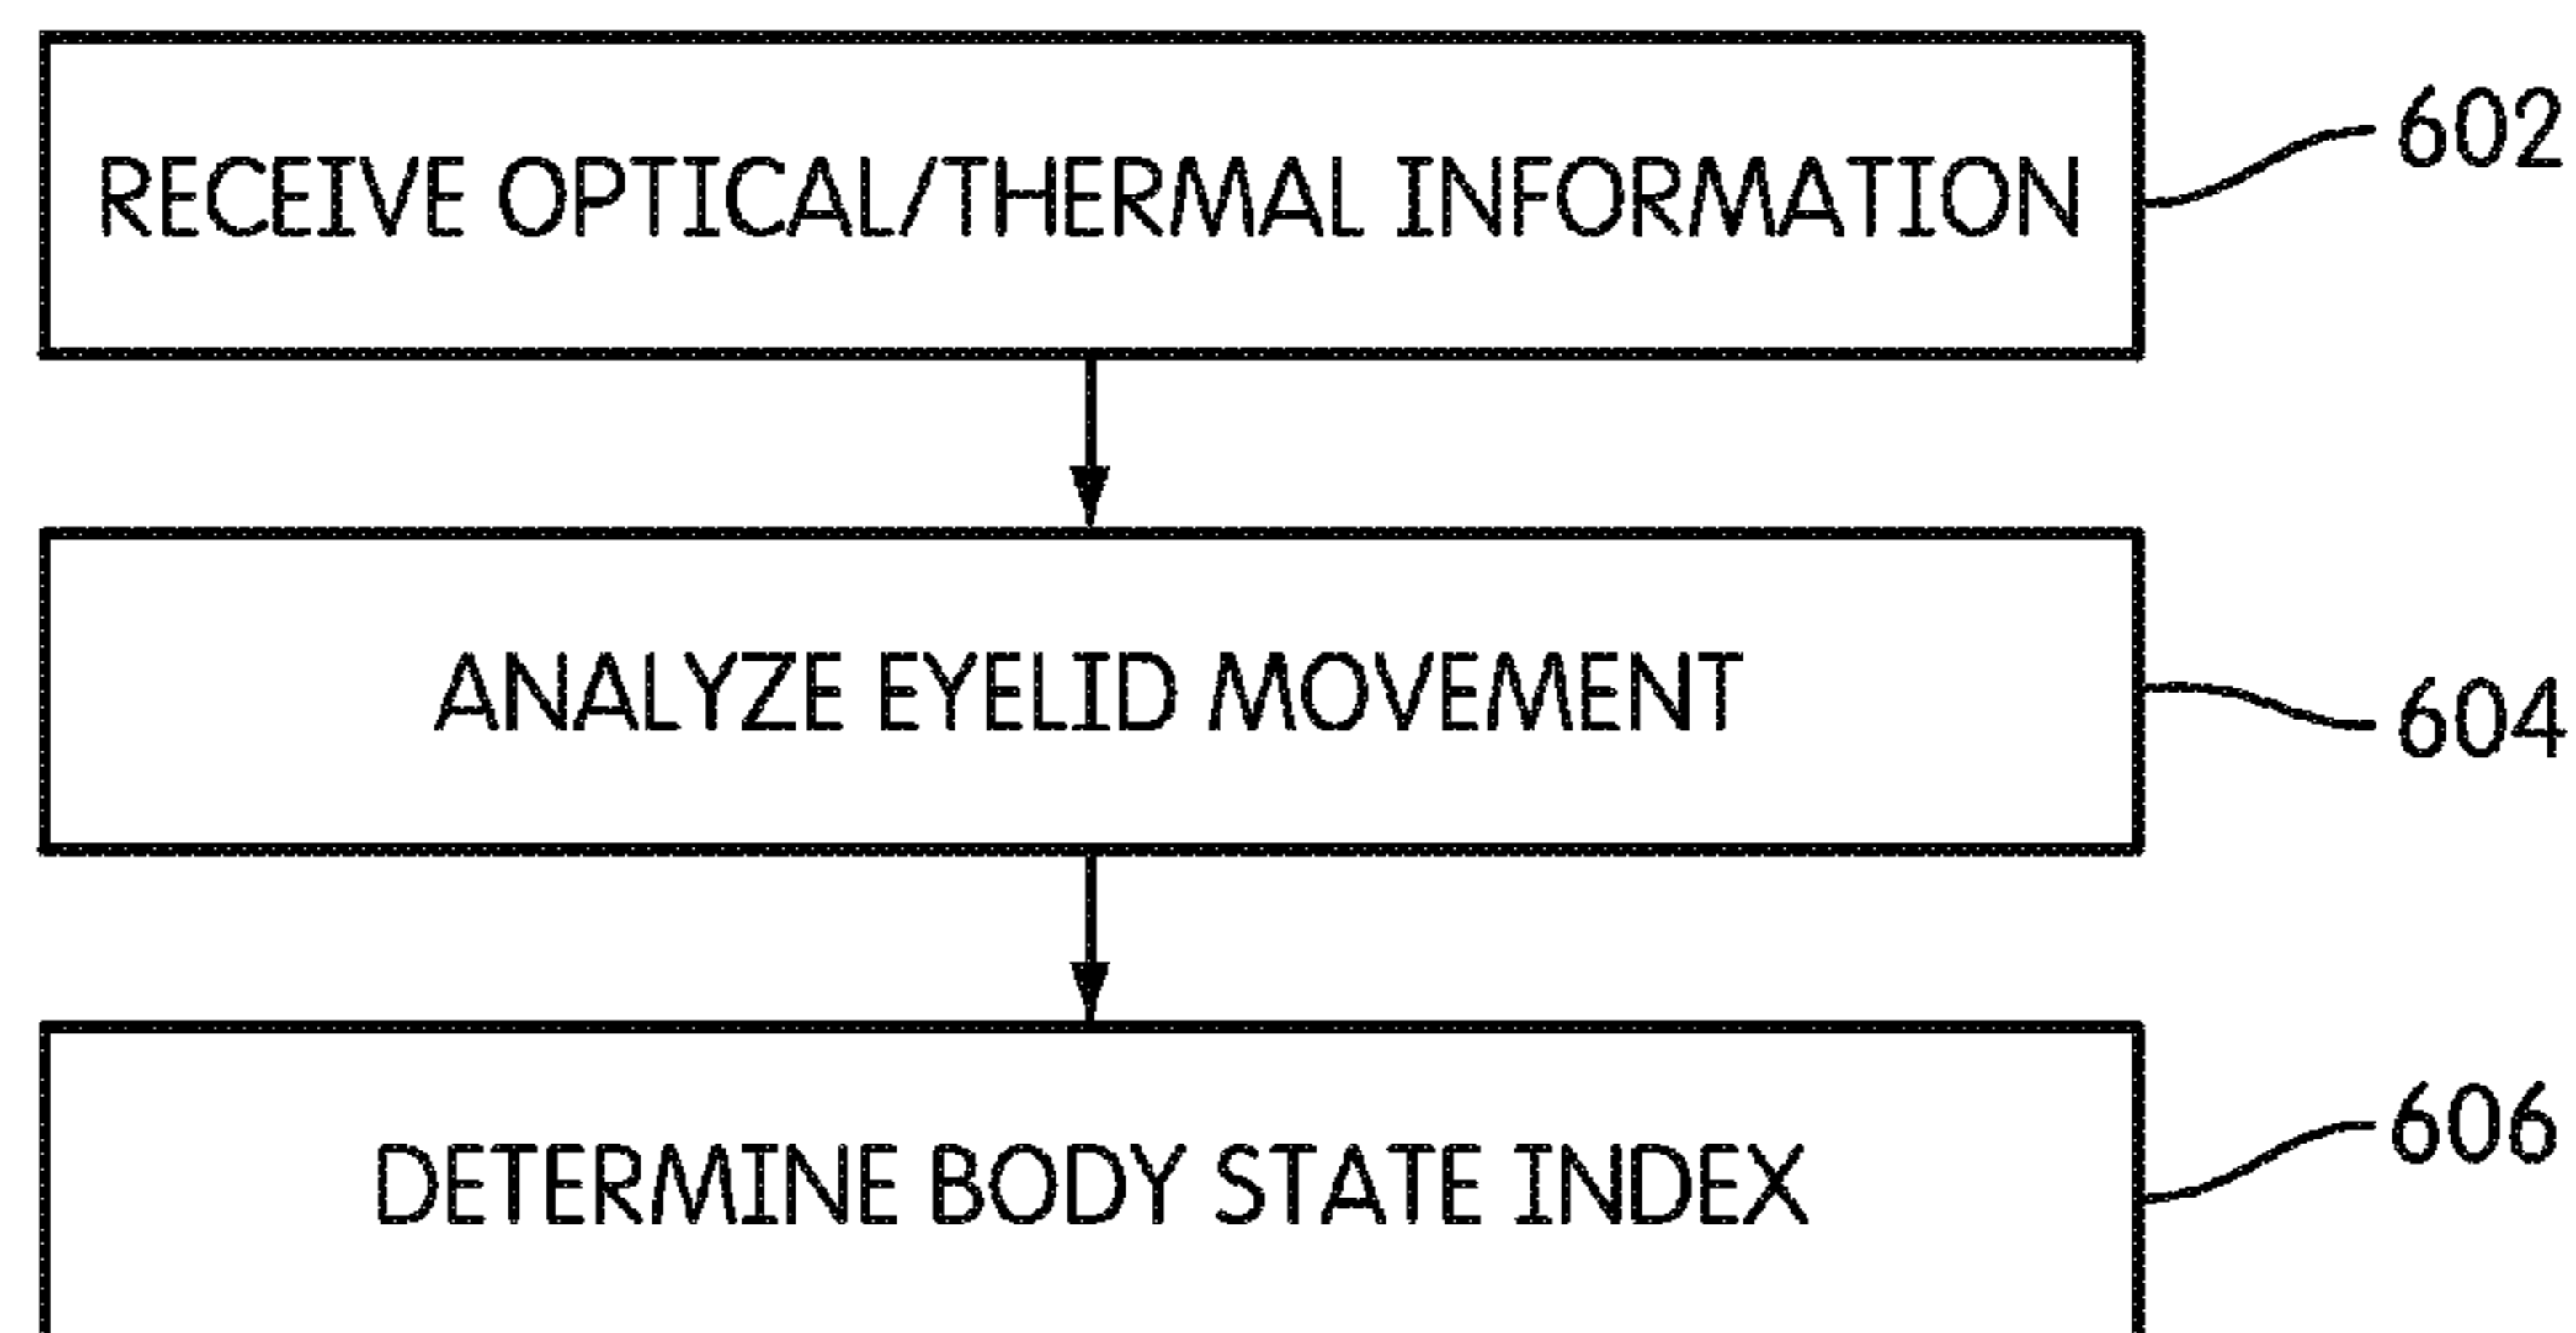 RECEIVE OPTICAL/THERMAL INFORMATION
602
ANALYZE EYELID MOVEMENT
604
DETERMINE BODY STATE INDEX
606